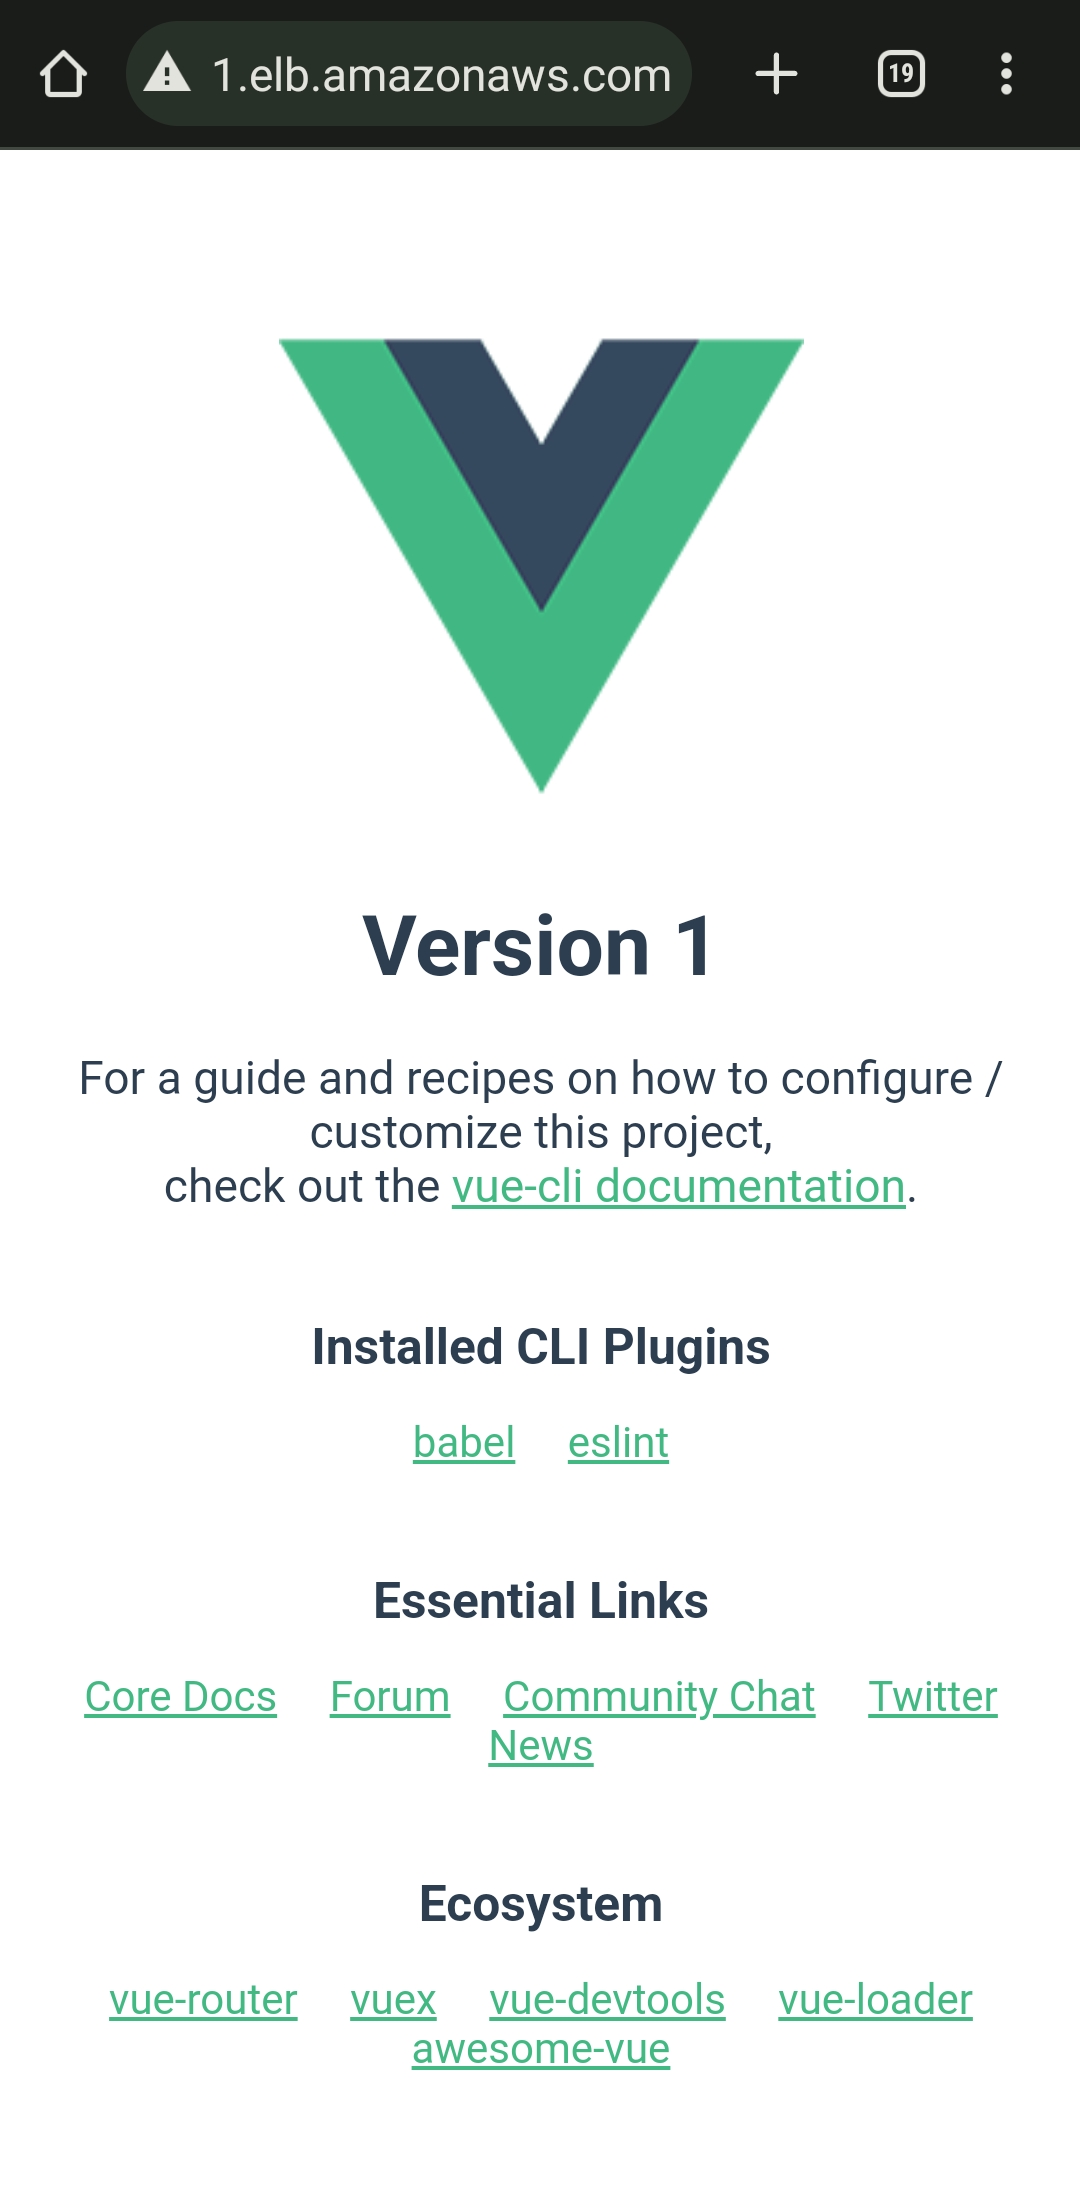 1.elb.amazonaws.com
19
Version 1
For a guide and recipes on how to configure /
customize this project,
check out the vue-cli documentation.
Installed CLI Plugins
babel eslint
Essential Links
Core Docs Forum Community Chat Twitter
News
Ecosystem
vue-router vuex vue-devtools vue-loader
awesome-vue